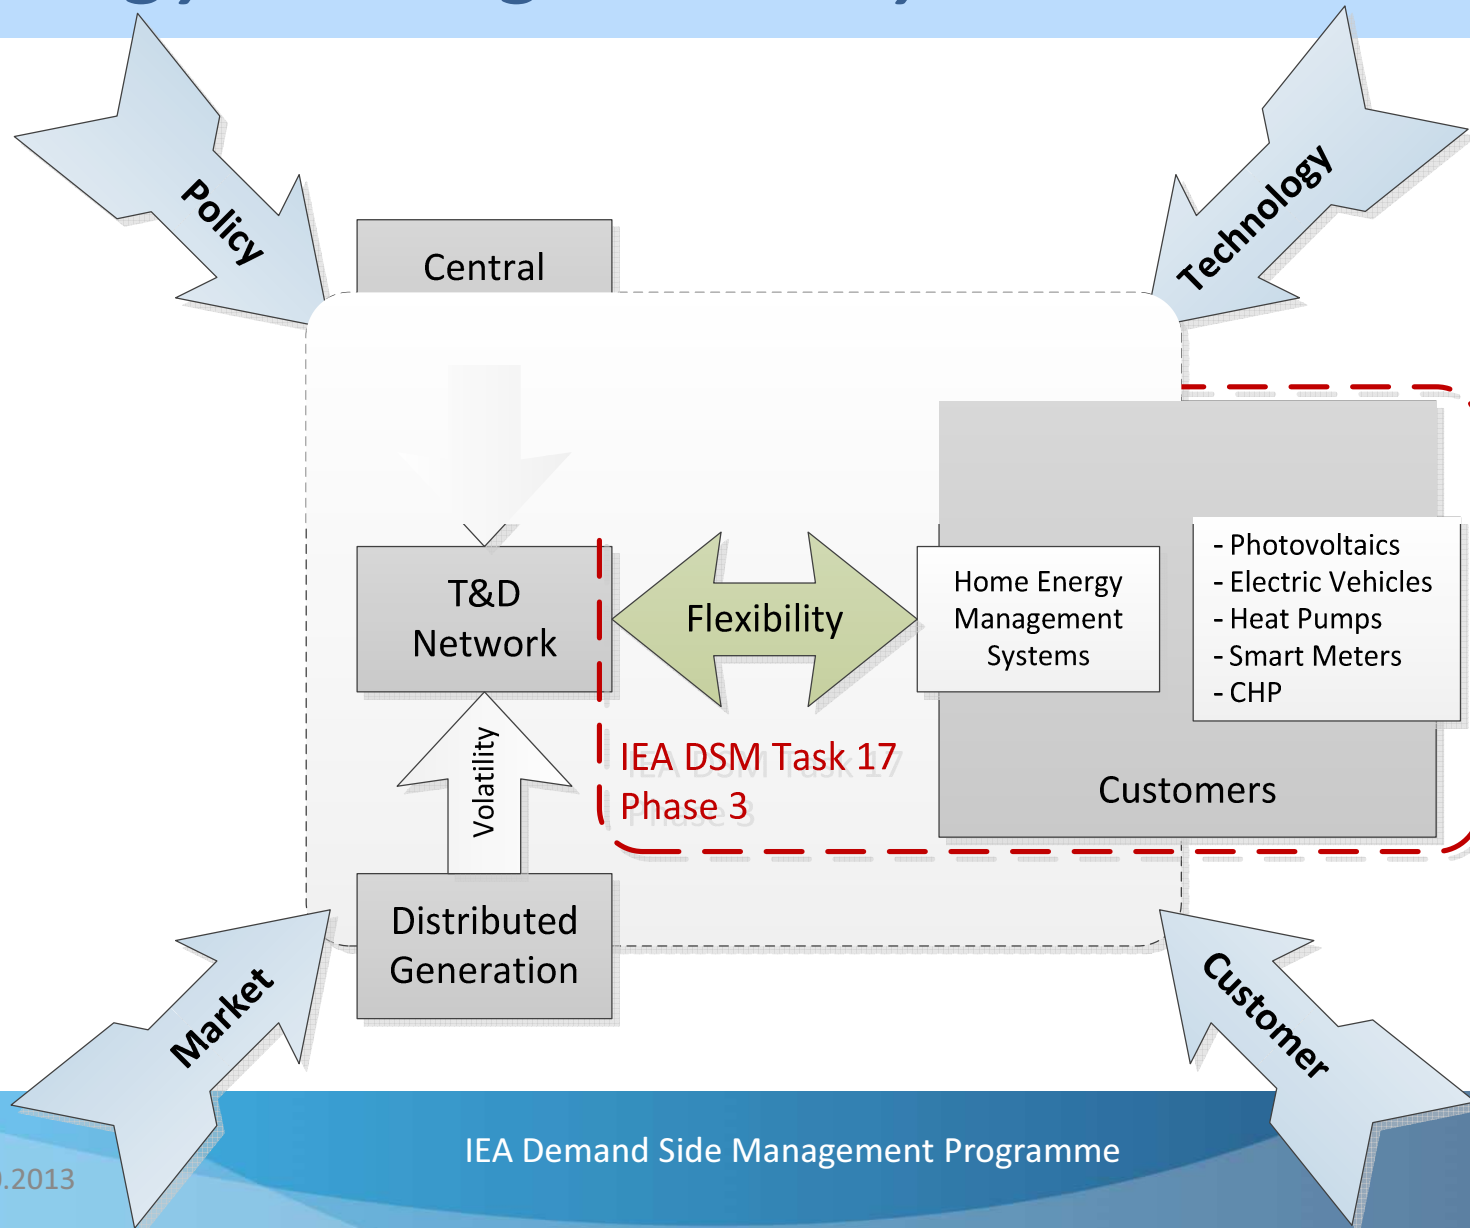 Policy
Technology
Central
T&D
Network
Flexibility
Home Energy
Management
Systems
- Photovoltaics
- Electric Vehicles
- Heat Pumps
- Smart Meters
- CHP
Volatility
IEA DSM Task 17
Phase 3
Customers
Distributed
Generation
Market
Customer
IEA Demand Side Management Programme
.2013